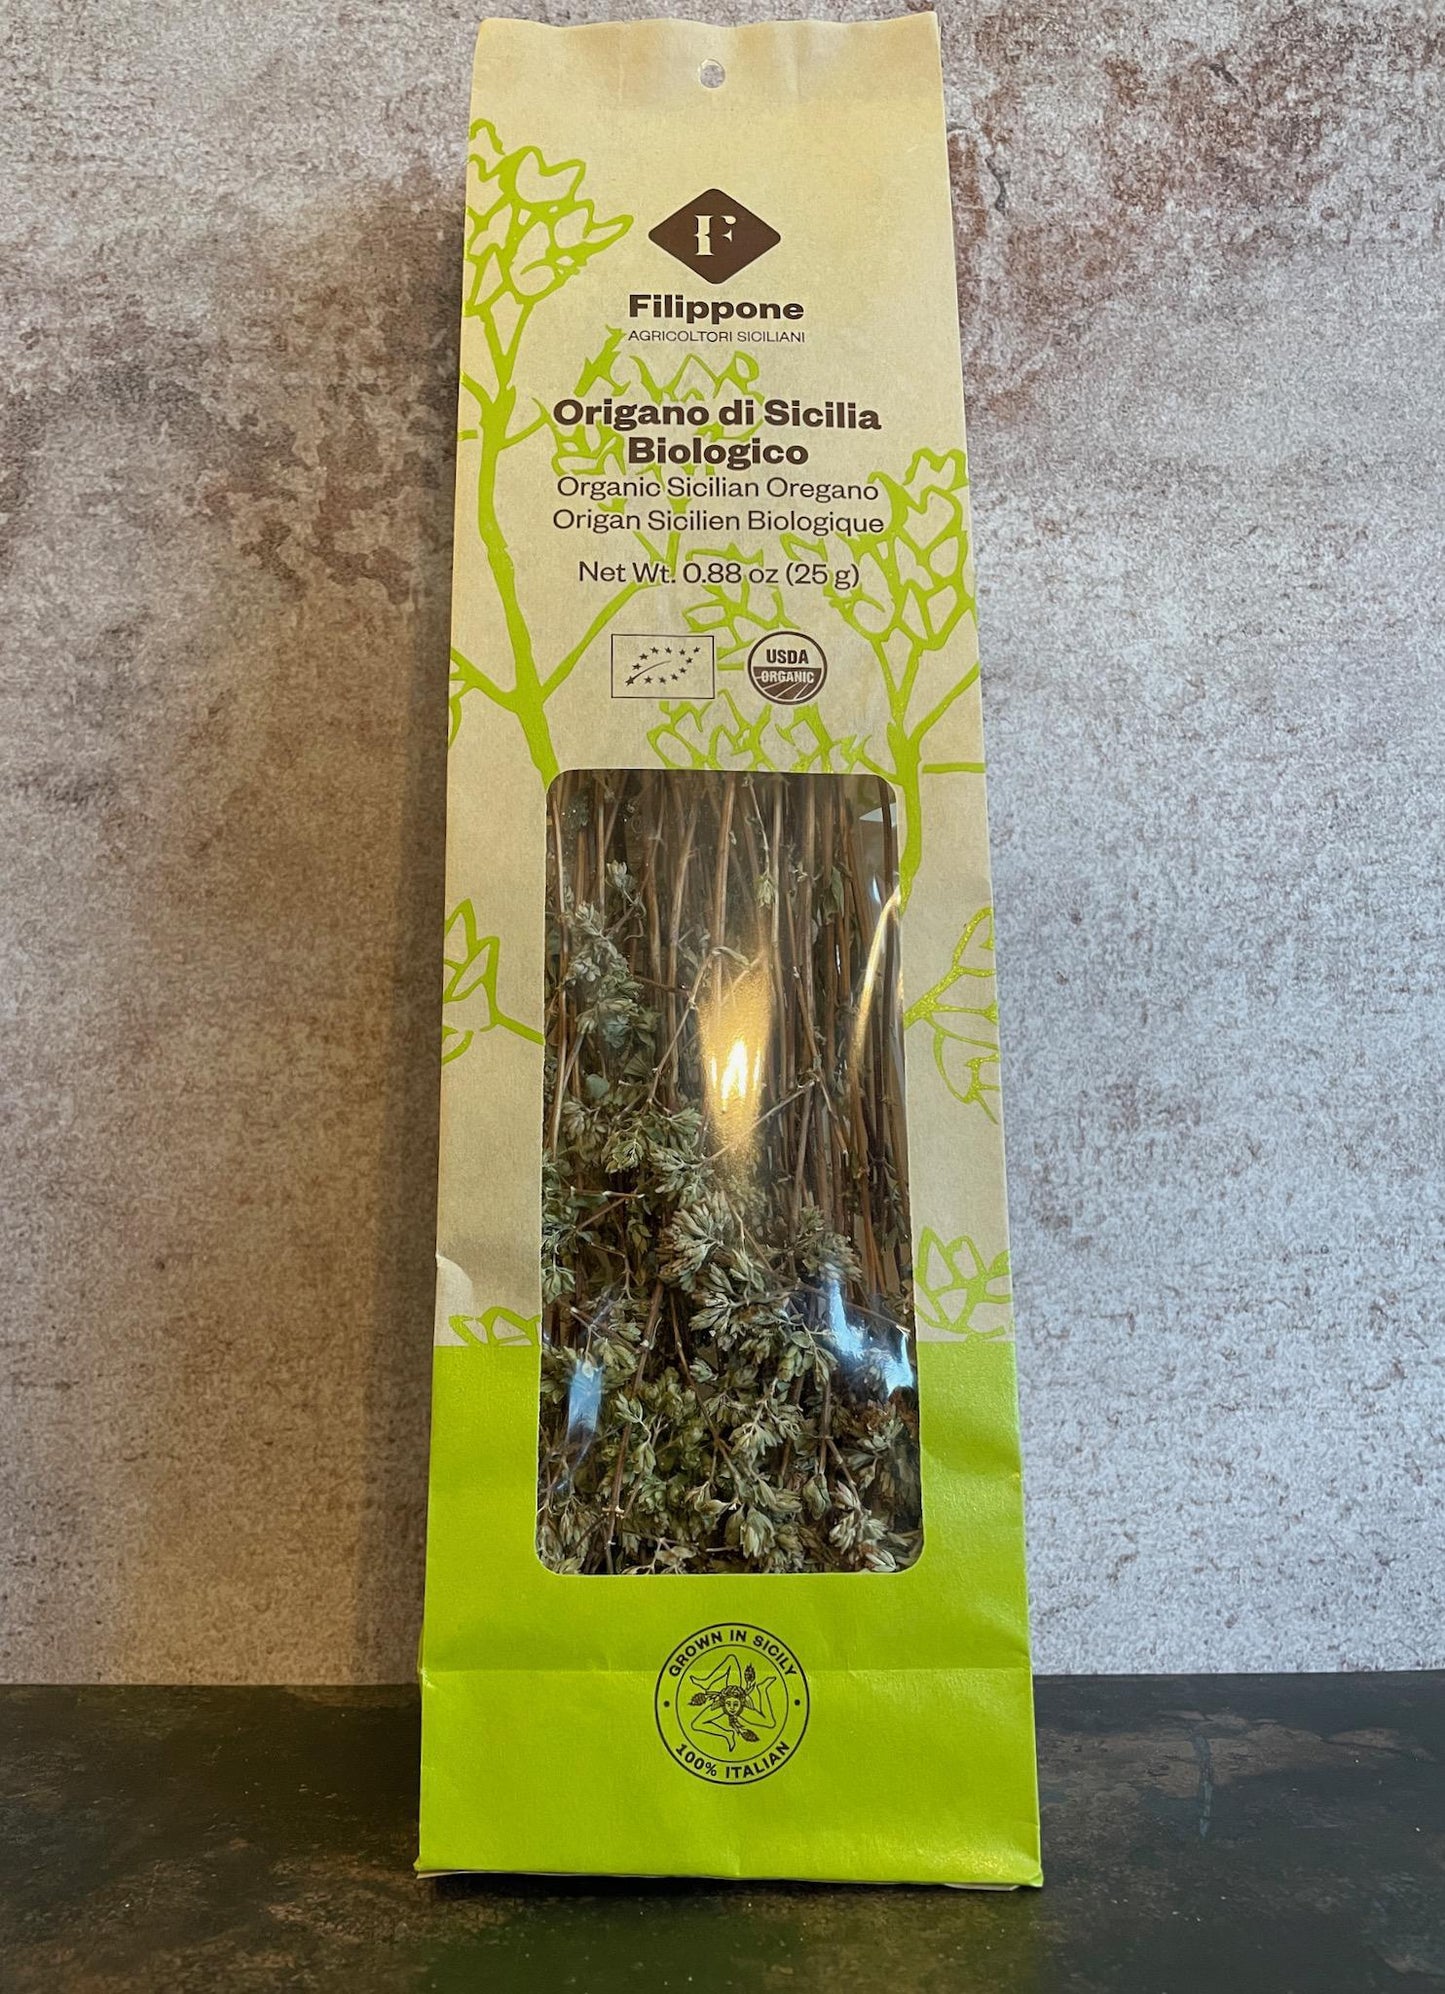 F
Filippone
AGRICOLTORI SICILIANI
Origano di Sicilia
Biologico
Organic Sicilian Oregano
Origan Sicilien Biologique
Net Wt. 0.88 oz (25 g)
USDA
ORGANIC
GROWN IN SICILY
100% ITALIAN